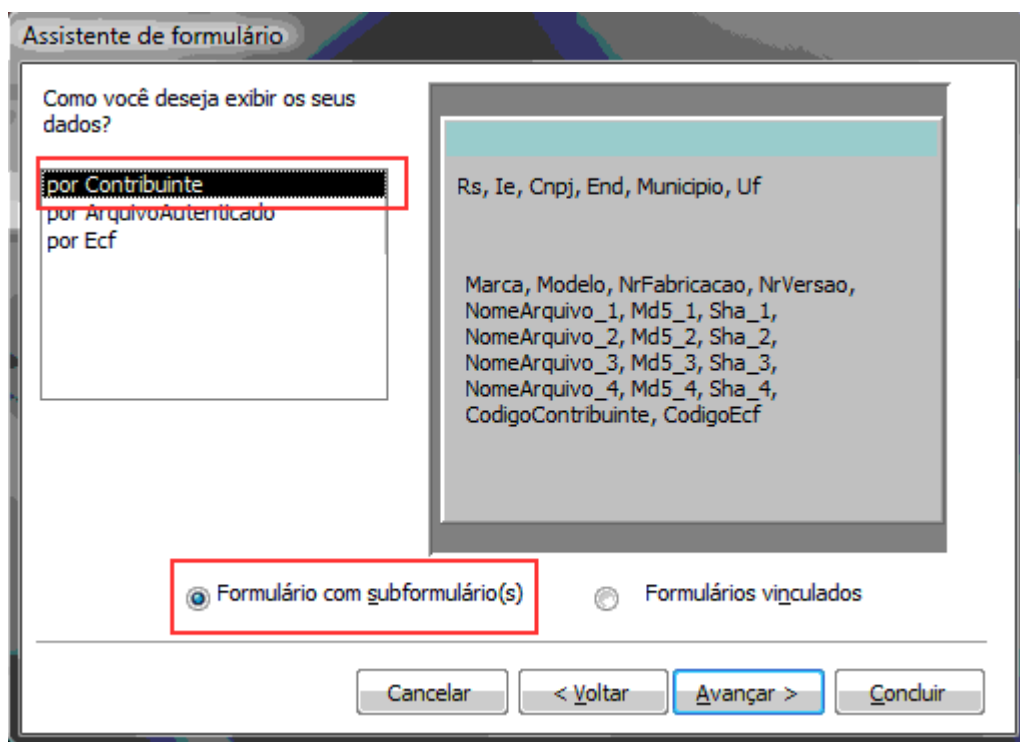 Assistente de formulário
Como você deseja exibir os seus
dados?
por Contribuinte
por ArquivoAutenticado
por Ecf
Rs, Ie, Cnpj, End, Municipio, Uf
Marca, Modelo, NrFabricacao, NrVersao,
NomeArquivo_1, Md5_1, Sha_1,
NomeArquivo_2, Md5_2, Sha_2,
NomeArquivo_3, Md5_3, Sha_3,
NomeArquivo_4, Md5_4, Sha_4,
CodigoContribuinte, CodigoEcf
Formulário com subformulário(s)
Formulários vinculados
Cancelar
< Voltar
Avançar >
Concluir